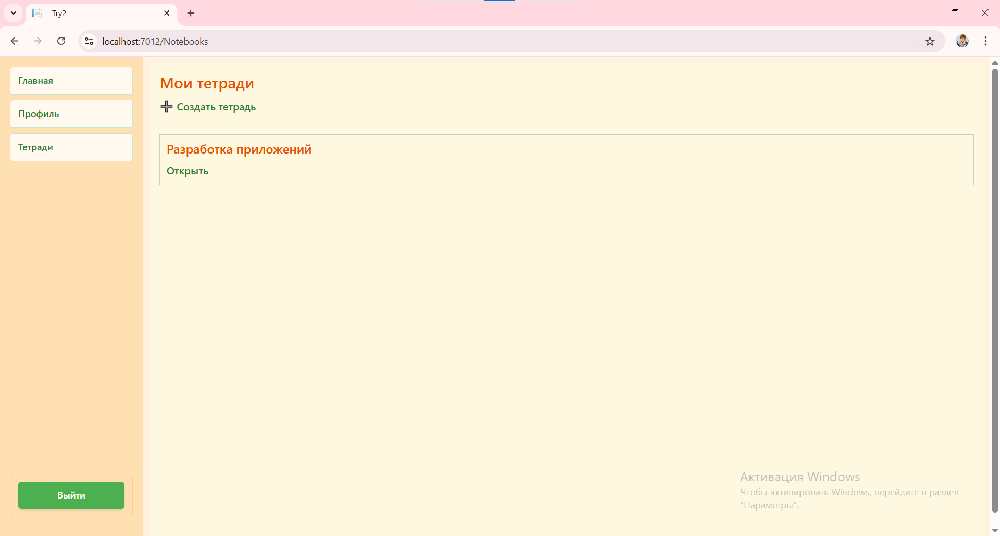 - Try2
localhost:7012/Notebooks
Главная
Профиль
Тетради
Выйти
Мои тетради
Создать тетрадь
Разработка приложений
Открыть
Активация Windows
Чтобы активировать Windows, перейдите в раздел
"Параметры".